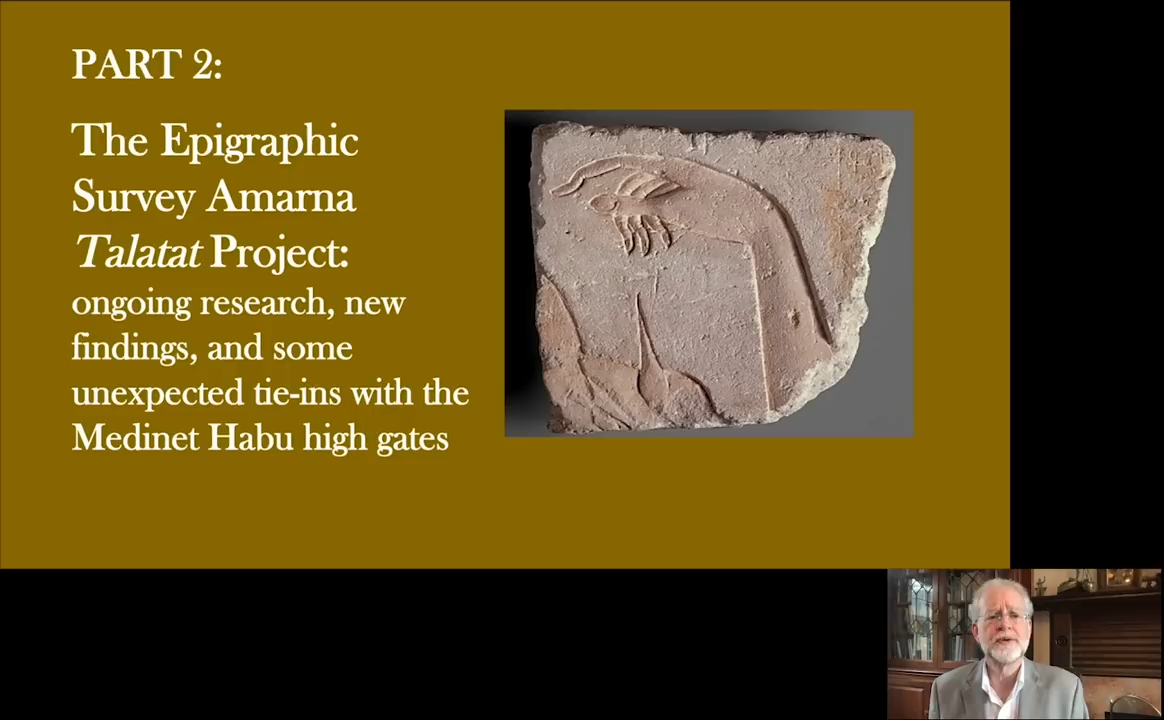 PART 2:
The Epigraphic
Survey Amarna
Talatat Project:
ongoing research, new
findings, and some
unexpected tie-ins with the
Medinet Habu high gates